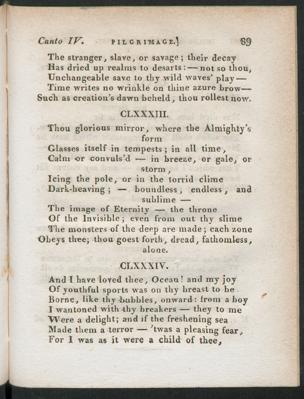 Canto IV. PILGRIMAGE. 89
The stranger, slave, or savage; their decay
Has dried up realms to desarts: — not so thou,
Unchangeable save to thy wild waves' play —
Time writes no wrinkle on thine azure brow —
Such as creation's dawn beheld, thou rollest now.
CLXXXIII.
Thou glorious mirror, where the Almighty's
form
Glasses itself in tempests; in all time,
Calm or convuls'd — in breeze, or gale, or
storm,
Icing the pole, or in the torrid clime
Dark-heaving; — boundless, endless, and
sublime —
The image of Eternity — the throne
Of the Invisible; even from out thy slime
The monsters of the deep are made; each zone
Obeys thee; thou goest forth, dread, fathomless,
alone.
CLXXXIV.
And I have loved thee, Ocean! and my joy
Of youthful sports was on thy breast to be
Borne, like thy bubbles, onward: from a boy
I wantoned with thy breakers — they to me
Were a delight; and if the freshening sea
Made them a terror — 'twas a pleasing fear,
For I was as it were a child of thee,